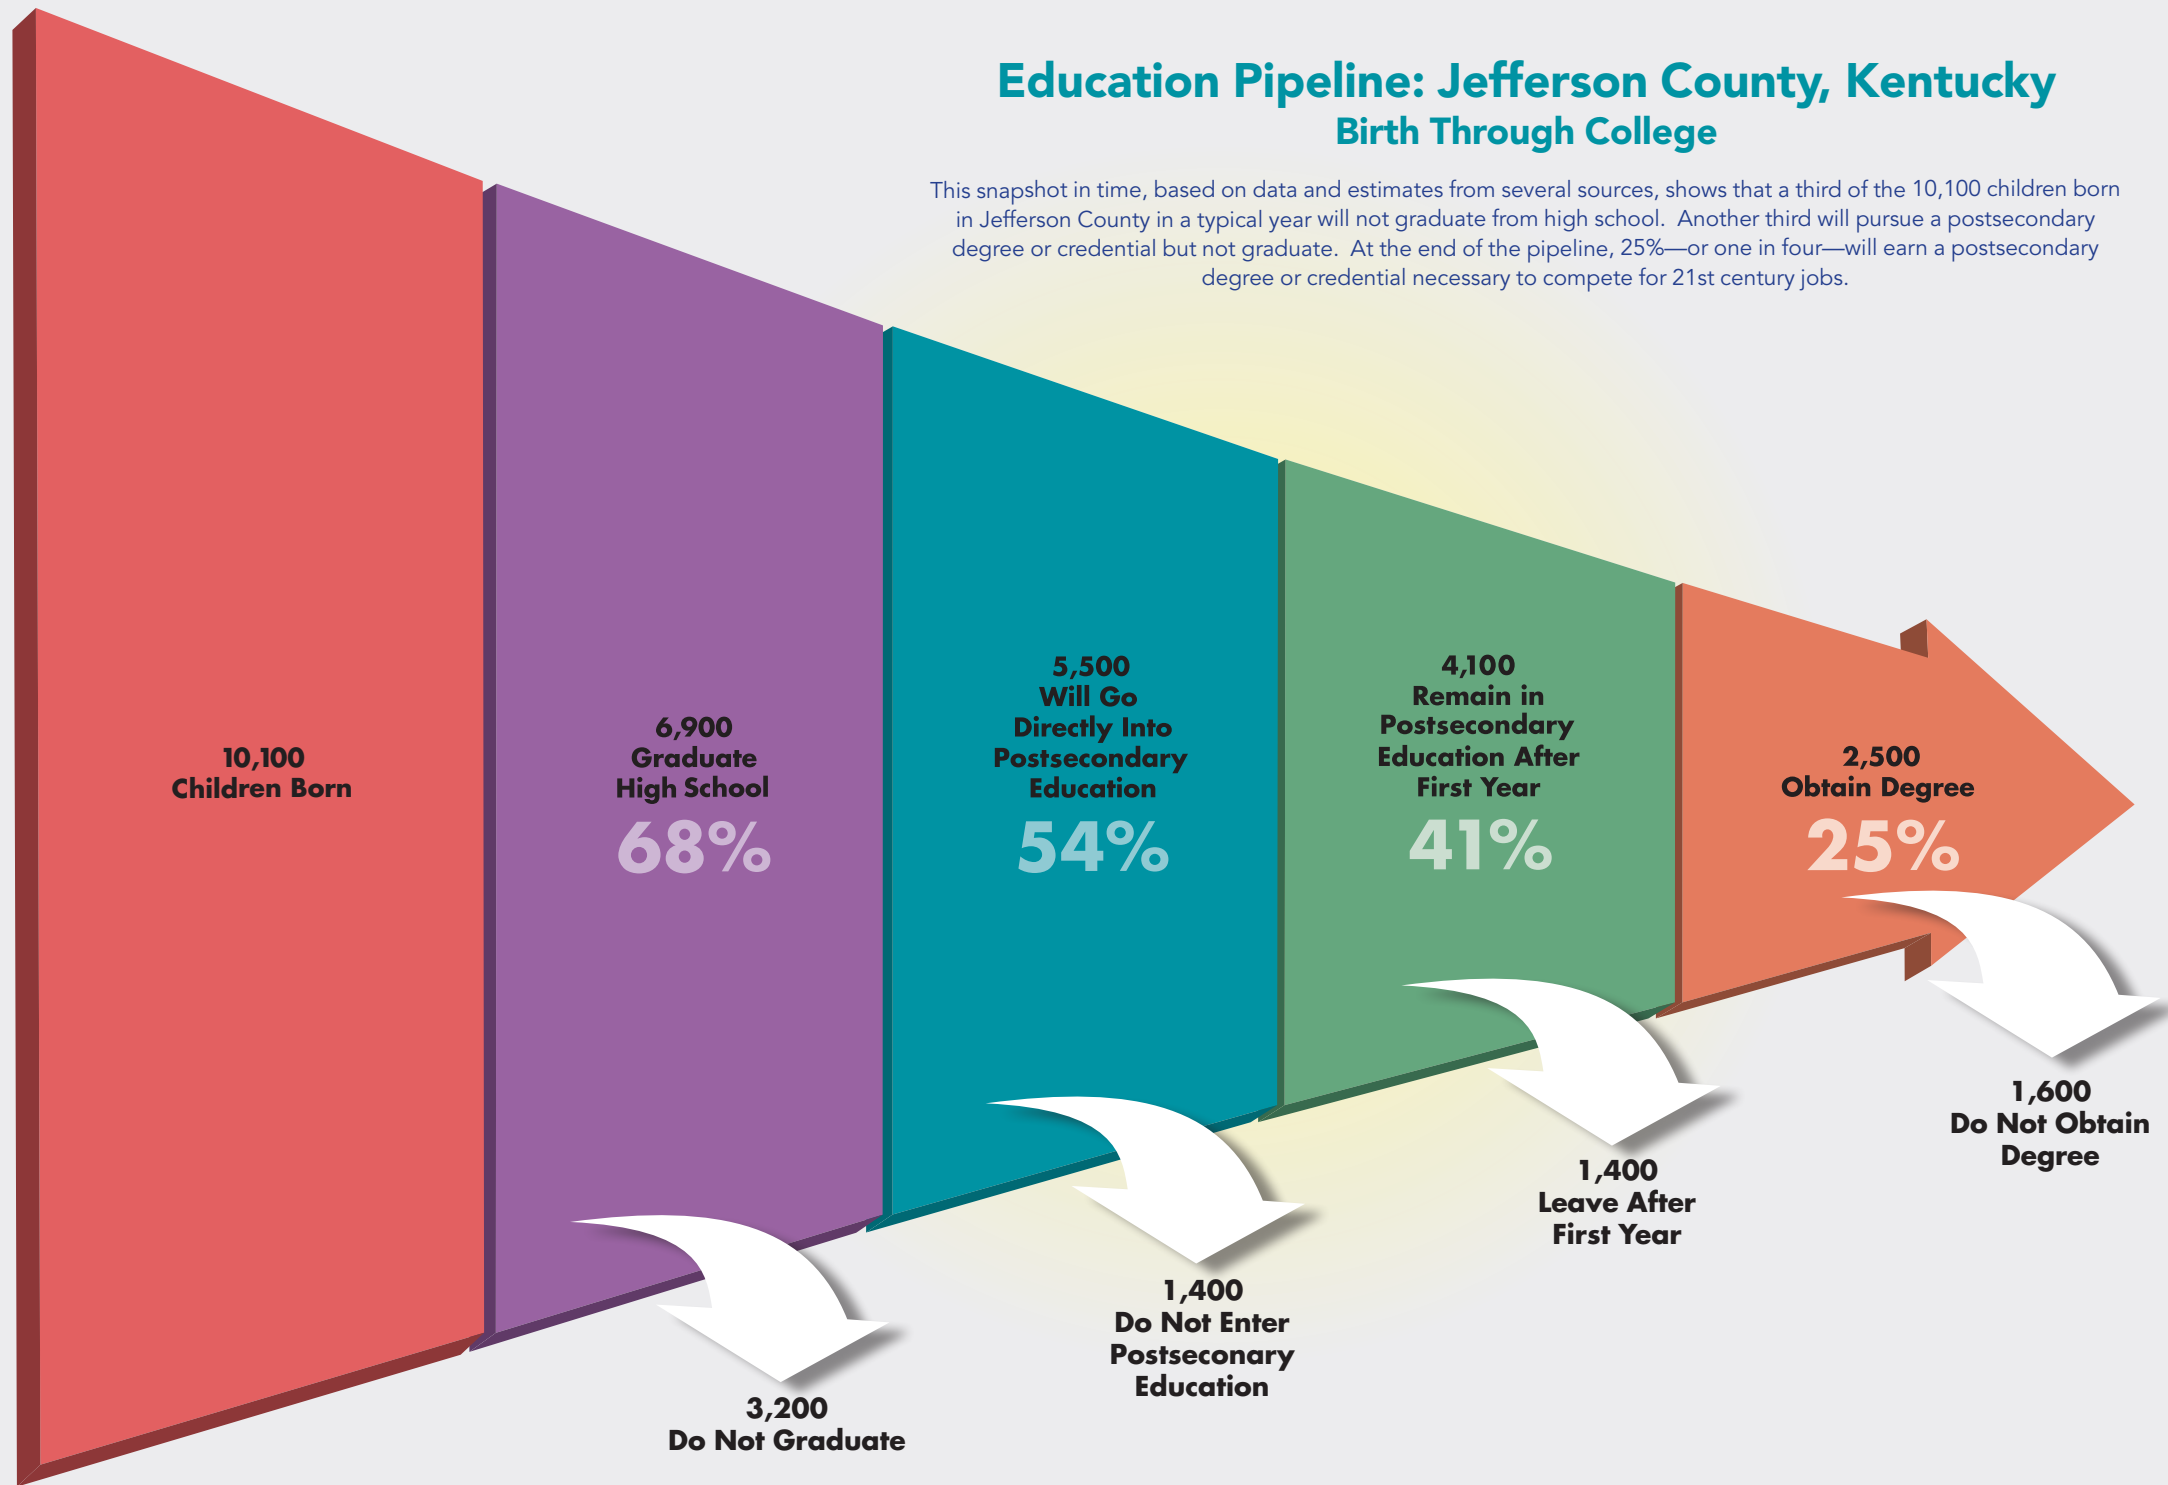 Education Pipeline: Jefferson County, Kentucky
Birth Through College
This snapshot in time, based on data and estimates from several sources, shows that a third of the 10,100 children born
in Jefferson County in a typical year will not graduate from high school.  Another third will pursue a postsecondary
degree or credential but not graduate.  At the end of the pipeline, 25%—or one in four—will earn a postsecondary
degree or credential necessary to compete for 21st century jobs.
10,100
Children Born
6,900
Graduate
High School
68%
5,500
Will Go
Directly Into
Postsecondary
Education
54%
4,100
Remain in
Postsecondary
Education After
First Year
41%
2,500
Obtain Degree
25%
3,200
Do Not Graduate
1,400
Do Not Enter
Postseconary
Education
1,400
Leave After
First Year
1,600
Do Not Obtain
Degree